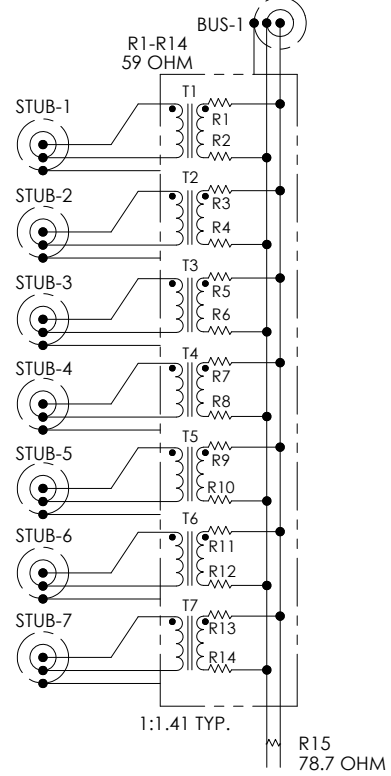 BUS-1
R1-R14
59 OHM
STUB-1
T1
R1
R2
STUB-2
T2
R3
R4
STUB-3
T3
R5
R6
STUB-4
T4
R7
R8
STUB-5
T5
R9
R10
STUB-6
T6
R11
R12
STUB-7
T7
R13
R14
1:1.41 TYP.
R15
78.7 OHM